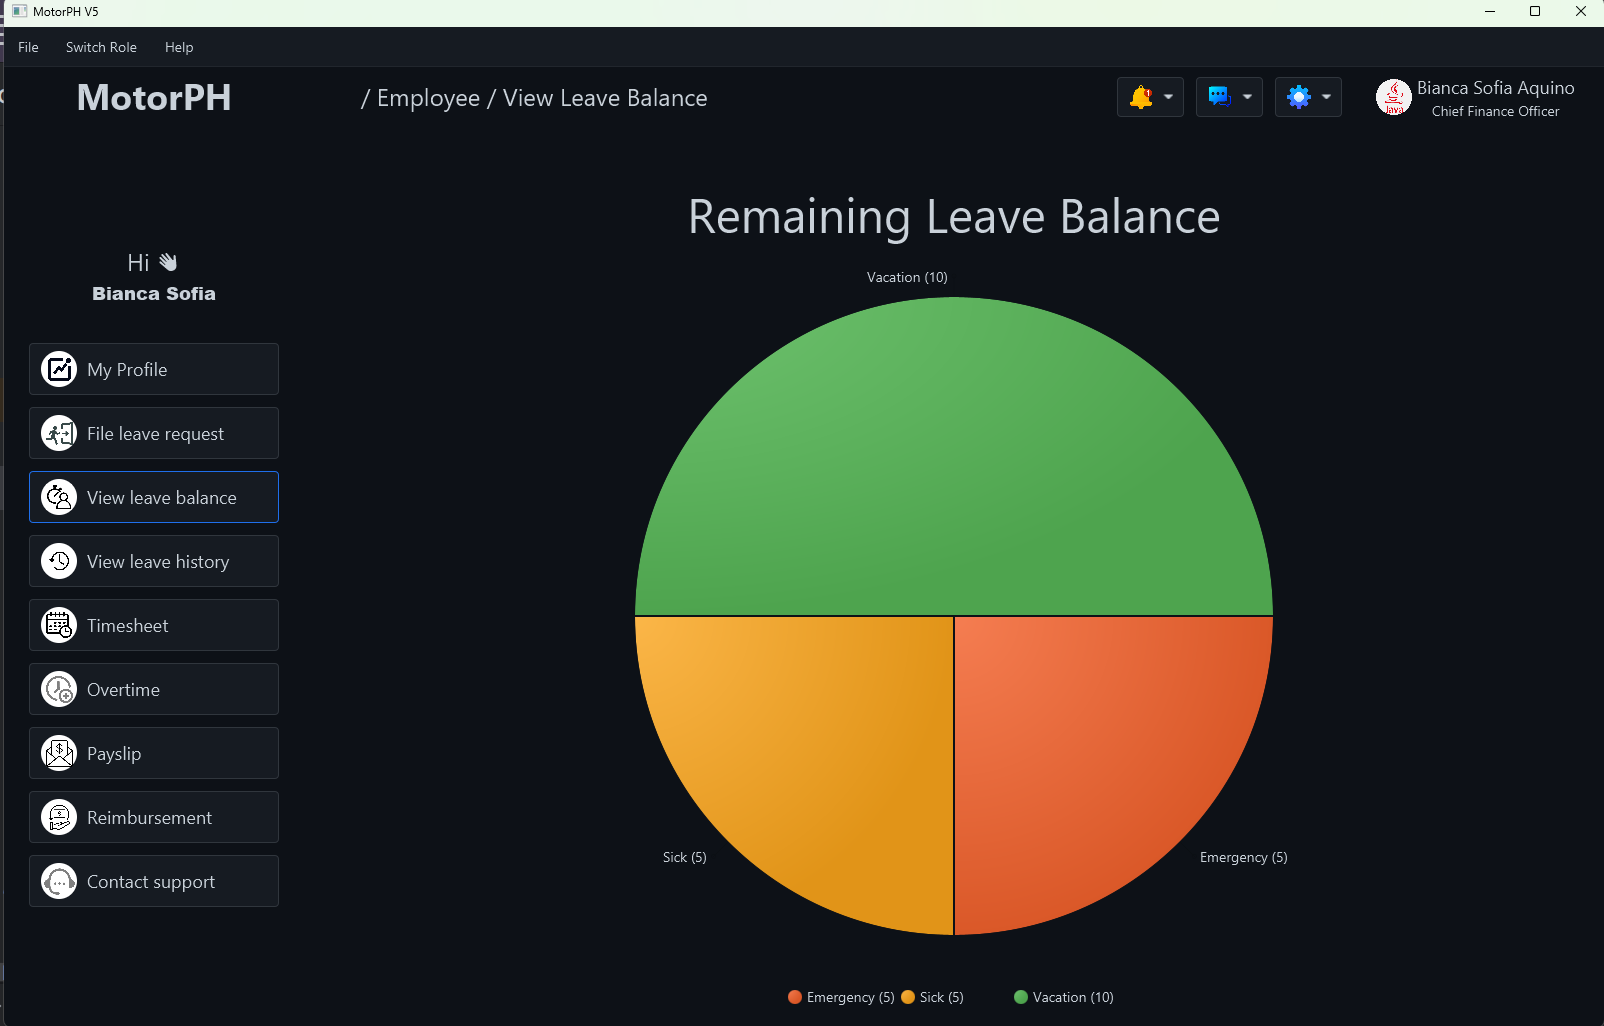 MotorPH V5
File Switch Role Help
MotorPH
/ Employee / View Leave Balance
Bianca Sofia Aquino
Chief Finance Officer
Hi 👋
Bianca Sofia
My Profile
File leave request
View leave balance
View leave history
Timesheet
Overtime
Payslip
Reimbursement
Contact support
Remaining Leave Balance
Vacation (10)
Sick (5)
Emergency (5)
Emergency (5) Sick (5) Vacation (10)
Java